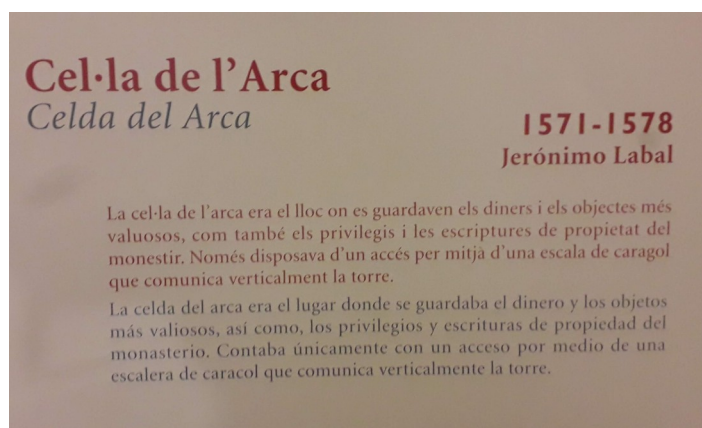 Cel·la de l'Arca
Celda del Arca
1571-1578
Jerónimo Labal
La cel·la de l'arca era el lloc on es guardaven els diners i els objectes més
valuosos, com també els privilegis i les escriptures de propietat del
monestir. Només disposava d'un accés per mitjà d'una escala de caragol
que comunica verticalment la torre.
La celda del arca era el lugar donde se guardaba el dinero y los objetos
más valiosos, así como, los privilegios y escrituras de propiedad del
monasterio. Contaba únicamente con un acceso por medio de una
escalera de caracol que comunica verticalmente la torre.